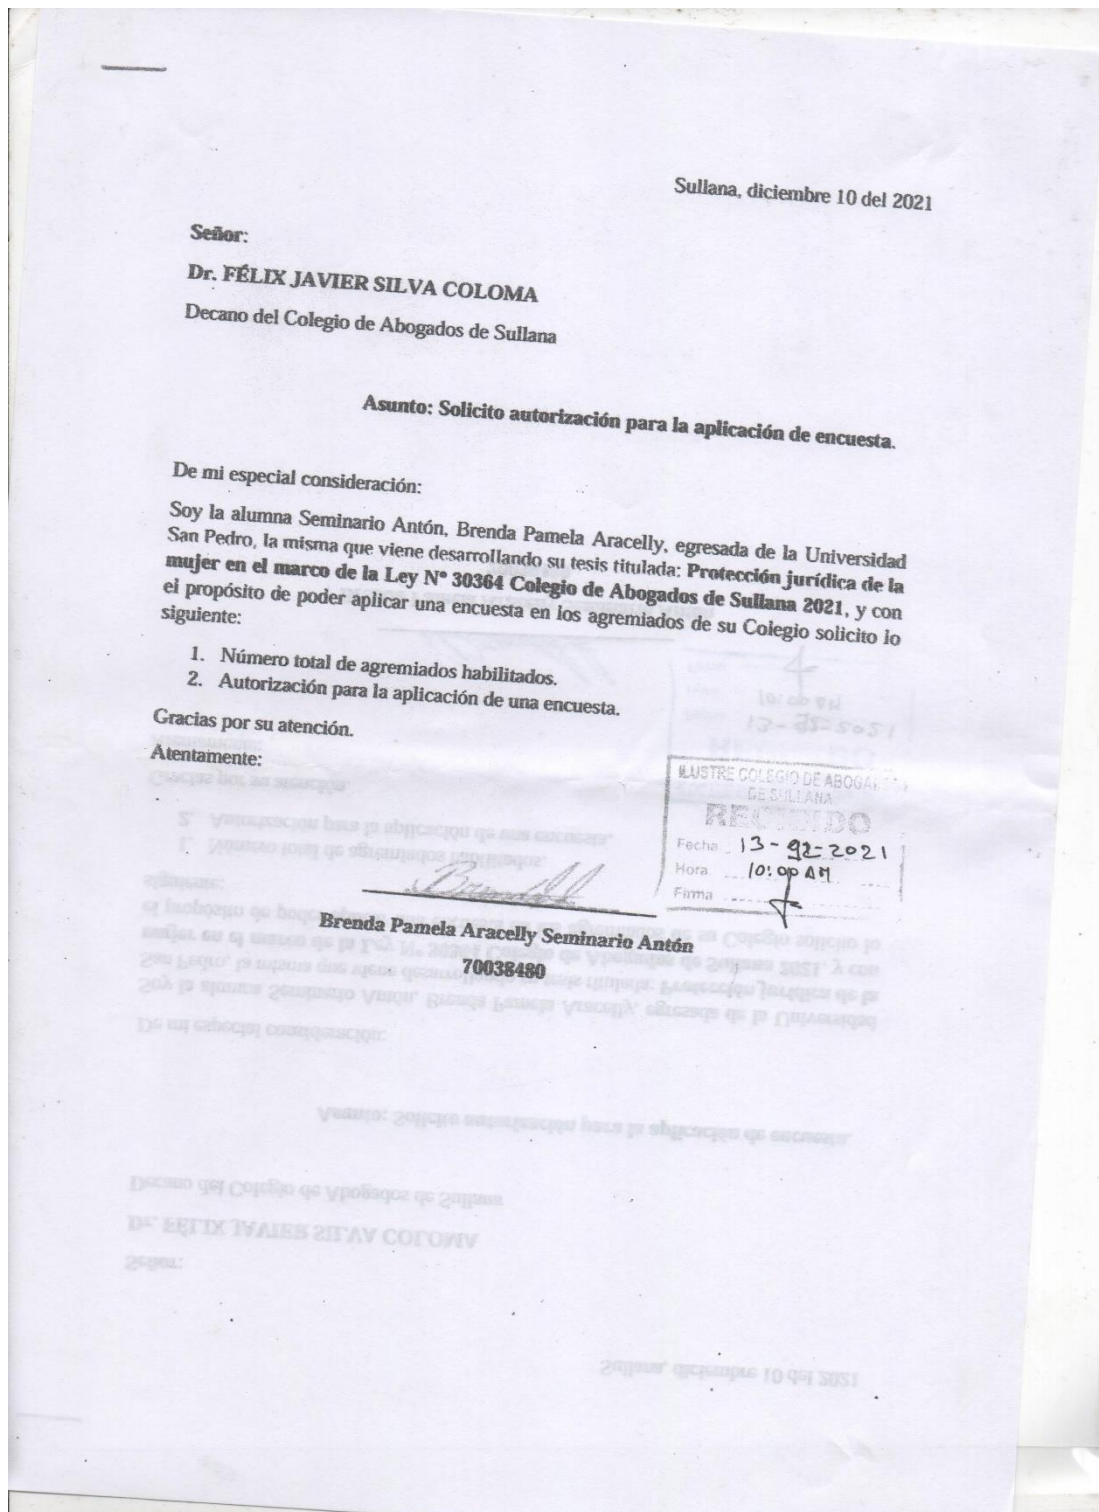 Sullana, diciembre 10 del 2021
Señor:
Dr. FÉLIX JAVIER SILVA COLOMA
Decano del Colegio de Abogados de Sullana
Asunto: Solicito autorización para la aplicación de encuesta.
De mi especial consideración:
Soy la alumna Seminario Antón, Brenda Pamela Aracelly, egresada de la Universidad
San Pedro, la misma que viene desarrollando su tesis titulada: Protección jurídica de la
mujer en el marco de la Ley N° 30364 Colegio de Abogados de Sullana 2021, y con
el propósito de poder aplicar una encuesta en los agremiados de su Colegio solicito lo
siguiente:
1. Número total de agremiados habilitados.
2. Autorización para la aplicación de una encuesta.
Gracias por su atención.
Atentamente:
ILUSTRE COLEGIO DE ABOGADOS
DE SULLANA
RECIBIDO
Fecha 13-92-2021
Hora 10:00 AM
Firma
Brenda Pamela Aracelly Seminario Antón
70038480